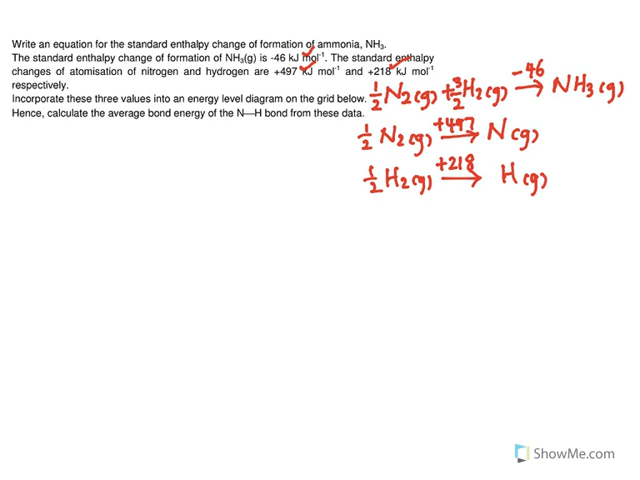 Write an equation for the standard enthalpy change of formation of ammonia, NH₃.
The standard enthalpy change of formation of NH₃(g) is -46 kJ mol⁻¹. The standard enthalpy
changes of atomisation of nitrogen and hydrogen are +497 kJ mol⁻¹ and +218 kJ mol⁻¹
respectively.
Incorporate these three values into an energy level diagram on the grid below.
Hence, calculate the average bond energy of the N—H bond from these data.
½ N₂(g) + 3/2 H₂(g) -46 → NH₃(g)
½ N₂(g) +497 → N(g)
½ H₂(g) +218 → H(g)
ShowMe.com